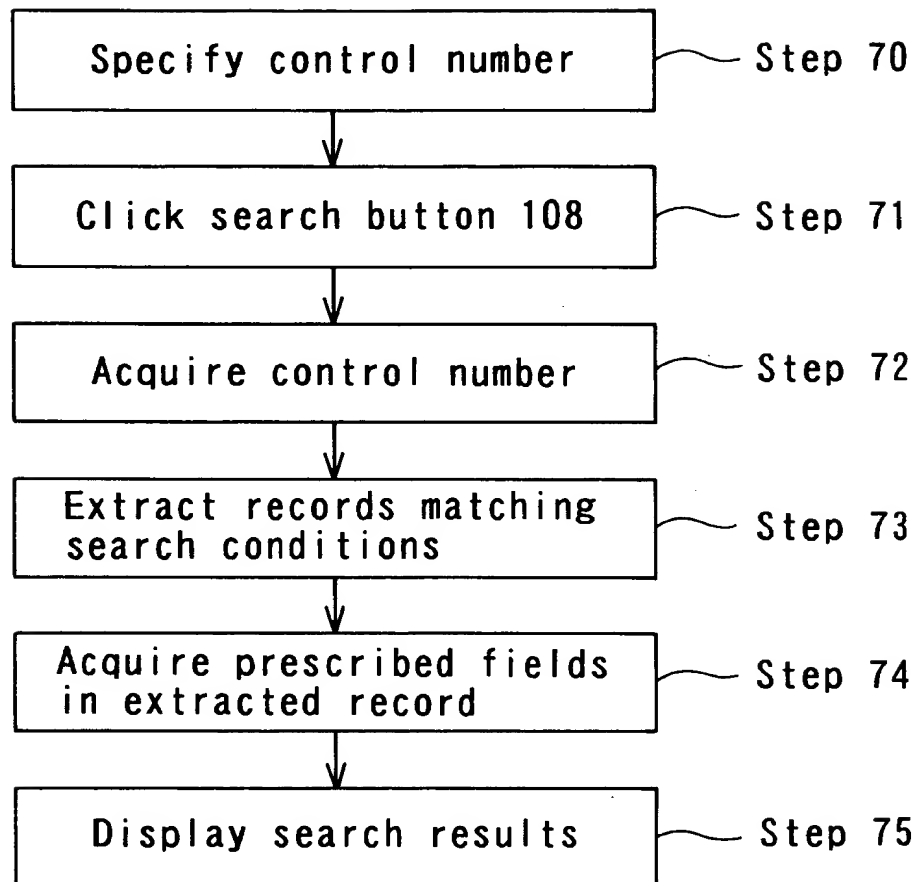 Specify control number
Step 70
Click search button 108
Step 71
Acquire control number
Step 72
Extract records matching
search conditions
Step 73
Acquire prescribed fields
in extracted record
Step 74
Display search results
Step 75